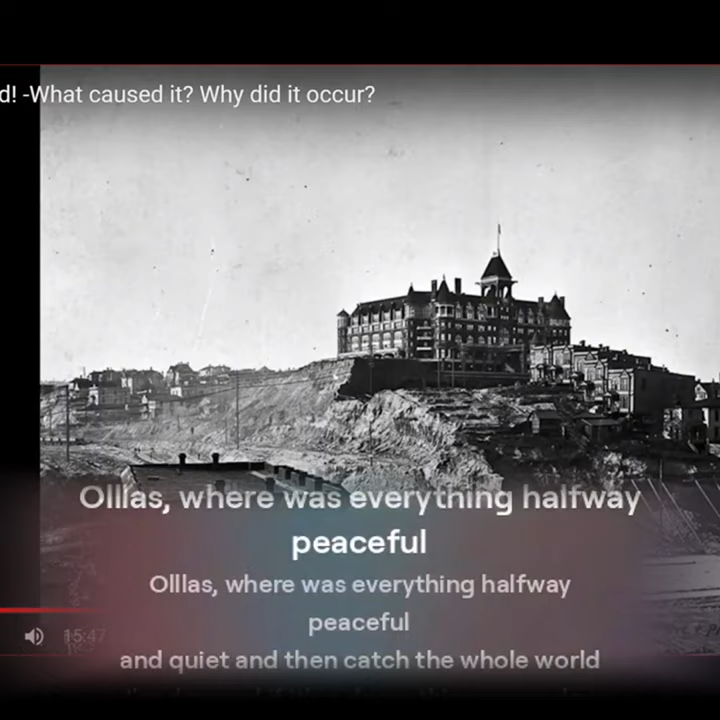 d! -What caused it? Why did it occur?
Olllas, where was everything halfway
peaceful
Olllas, where was everything halfway
peaceful
and quiet and then catch the whole world
15:47